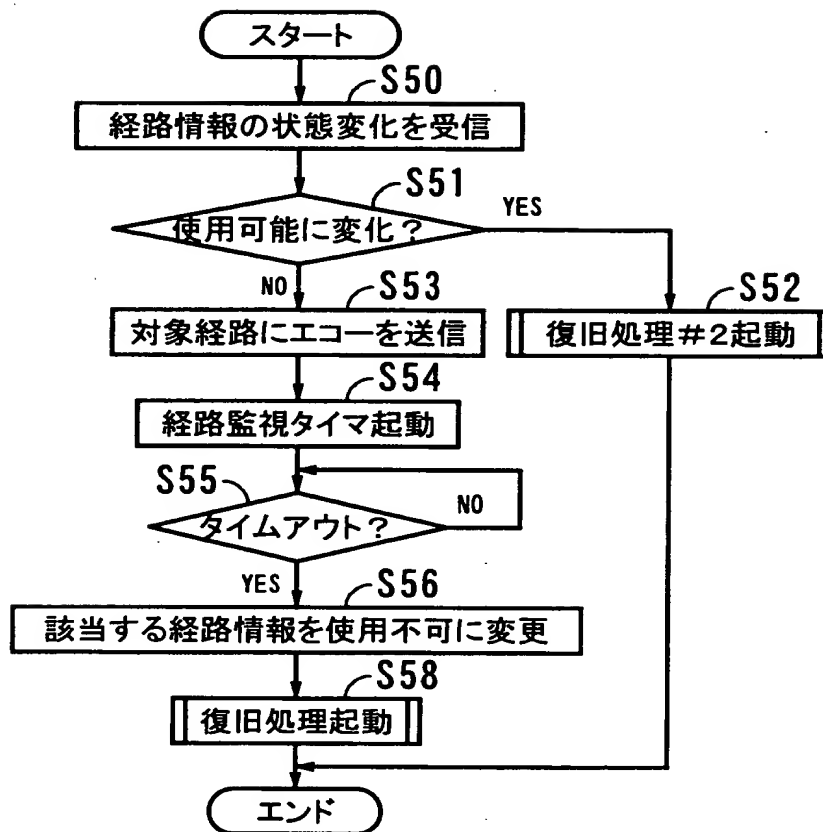 スタート
S50
経路情報の状態変化を受信
S51
使用可能に変化?
YES
NO
S53
対象経路にエコーを送信
S52
復旧処理#2起動
S54
経路監視タイマ起動
S55
タイムアウト?
NO
YES
S56
該当する経路情報を使用不可に変更
S58
復旧処理起動
エンド